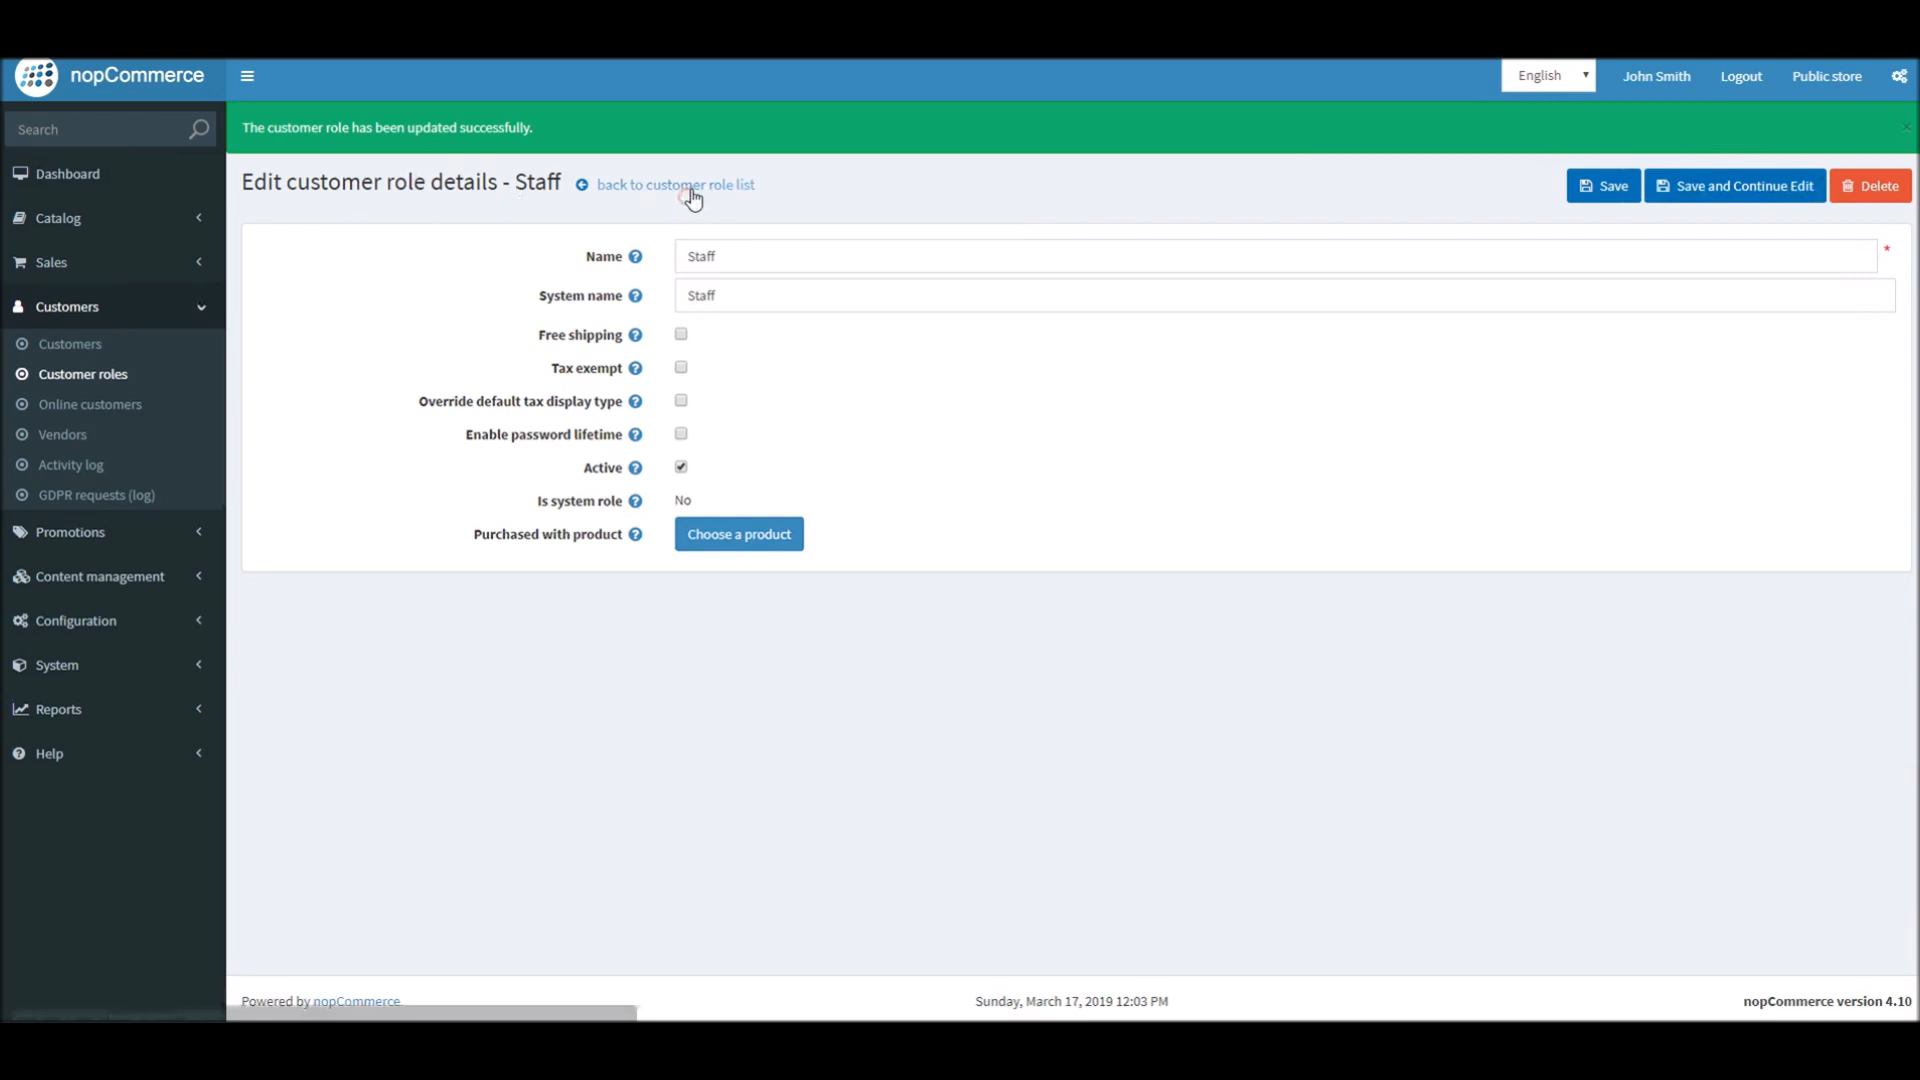 nopCommerce
English
John Smith
Logout
Public store
Search
The customer role has been updated successfully.
×
Dashboard
Edit customer role details - Staff
back to customer role list
Save
Save and Continue Edit
Delete
Catalog
Sales
Customers
Customers
Customer roles
Online customers
Vendors
Activity log
GDPR requests (log)
Promotions
Content management
Configuration
System
Reports
Help
Name
Staff
*
System name
Staff
Free shipping
Tax exempt
Override default tax display type
Enable password lifetime
Active
Is system role
No
Purchased with product
Choose a product
Powered by nopCommerce
Sunday, March 17, 2019 12:03 PM
nopCommerce version 4.10